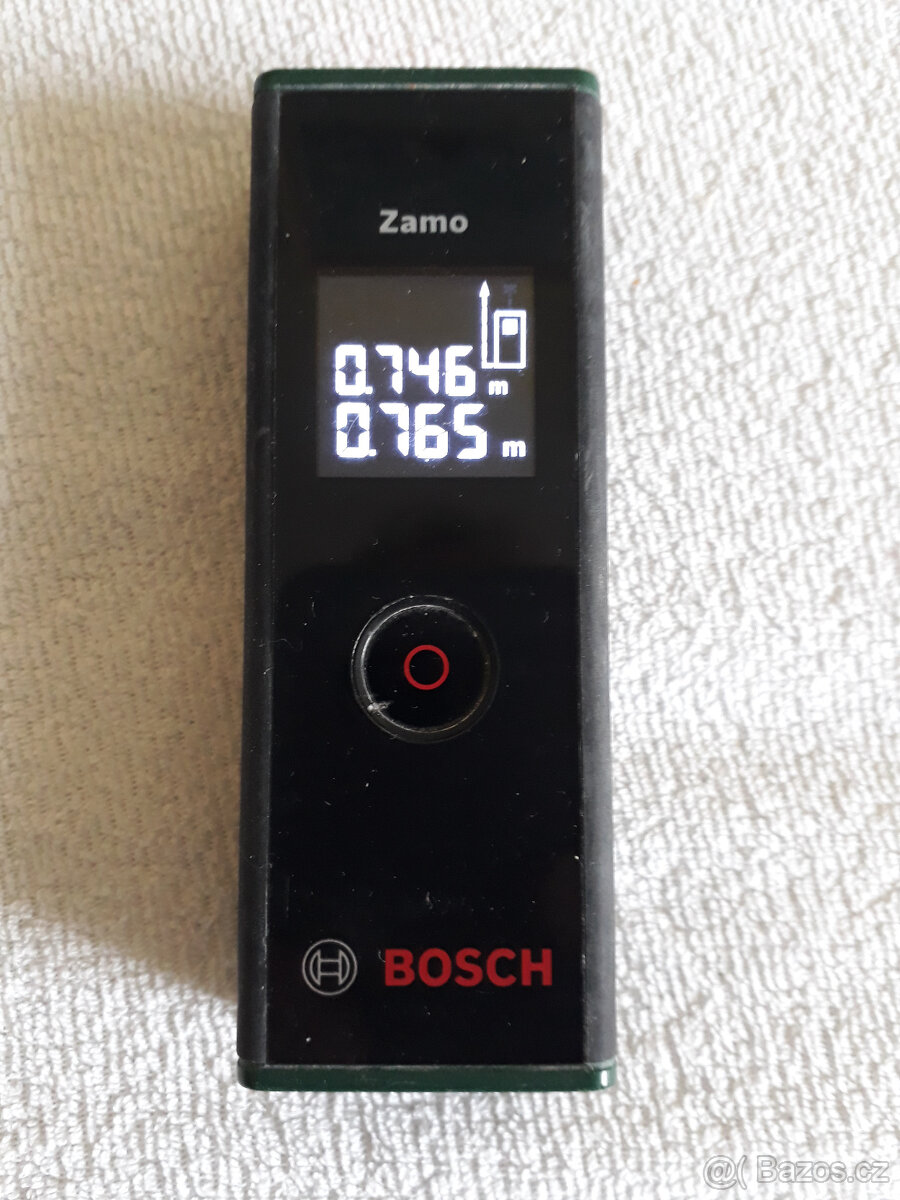 Zamo
0.746 m
0.765 m
BOSCH
@( Bazos.cz